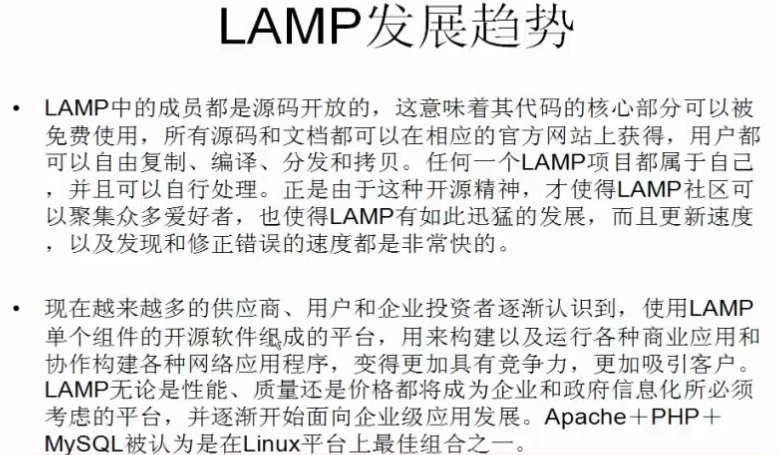 LAMP发展趋势
• LAMP中的成员都是源码开放的，这意味着其代码的核心部分可以被
免费使用，所有源码和文档都可以在相应的官方网站上获得，用户都
可以自由复制、编译、分发和拷贝。任何一个LAMP项目都属于自己
，并且可以自行处理。正是由于这种开源精神，才使得LAMP社区可
以聚集众多爱好者，也使得LAMP有如此迅猛的发展，而且更新速度
，以及发现和修正错误的速度都是非常快的。
• 现在越来越多的供应商、用户和企业投资者逐渐认识到，使用LAMP
单个组件的开源软件组成的平台，用来构建以及运行各种商业应用和
协作构建各种网络应用程序，变得更加具有竞争力，更加吸引客户。
LAMP无论是性能、质量还是价格都将成为企业和政府信息化所必须
考虑的平台，并逐渐开始面向企业级应用发展。Apache＋PHP＋
MySQL被认为是在Linux平台上最佳组合之一。